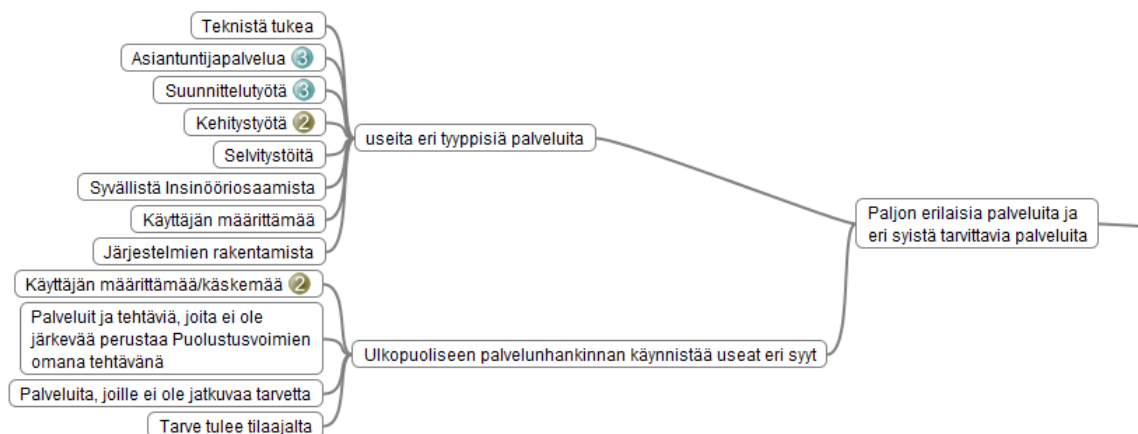 Teknistä tukea
Asiantuntijapalvelua 3
Suunnittelutyötä 3
Kehitystyötä 2
Selvitystöitä
Syvällistä Insinööriosaamista
Käyttäjän määrittämää
Järjestelmien rakentamista
useita eri tyyppisiä palveluita
Käyttäjän määrittämää/käskemää 2
Palveluit ja tehtäviä, joita ei ole
järkevää perustaa Puolustusvoimien
omana tehtävänä
Palveluita, joille ei ole jatkuvaa tarvetta
Tarve tulee tilaajalta
Ulkopuoliseen palvelunhankinnan käynnistää useat eri syyt
Paljon erilaisia palveluita ja
eri syistä tarvittavia palveluita